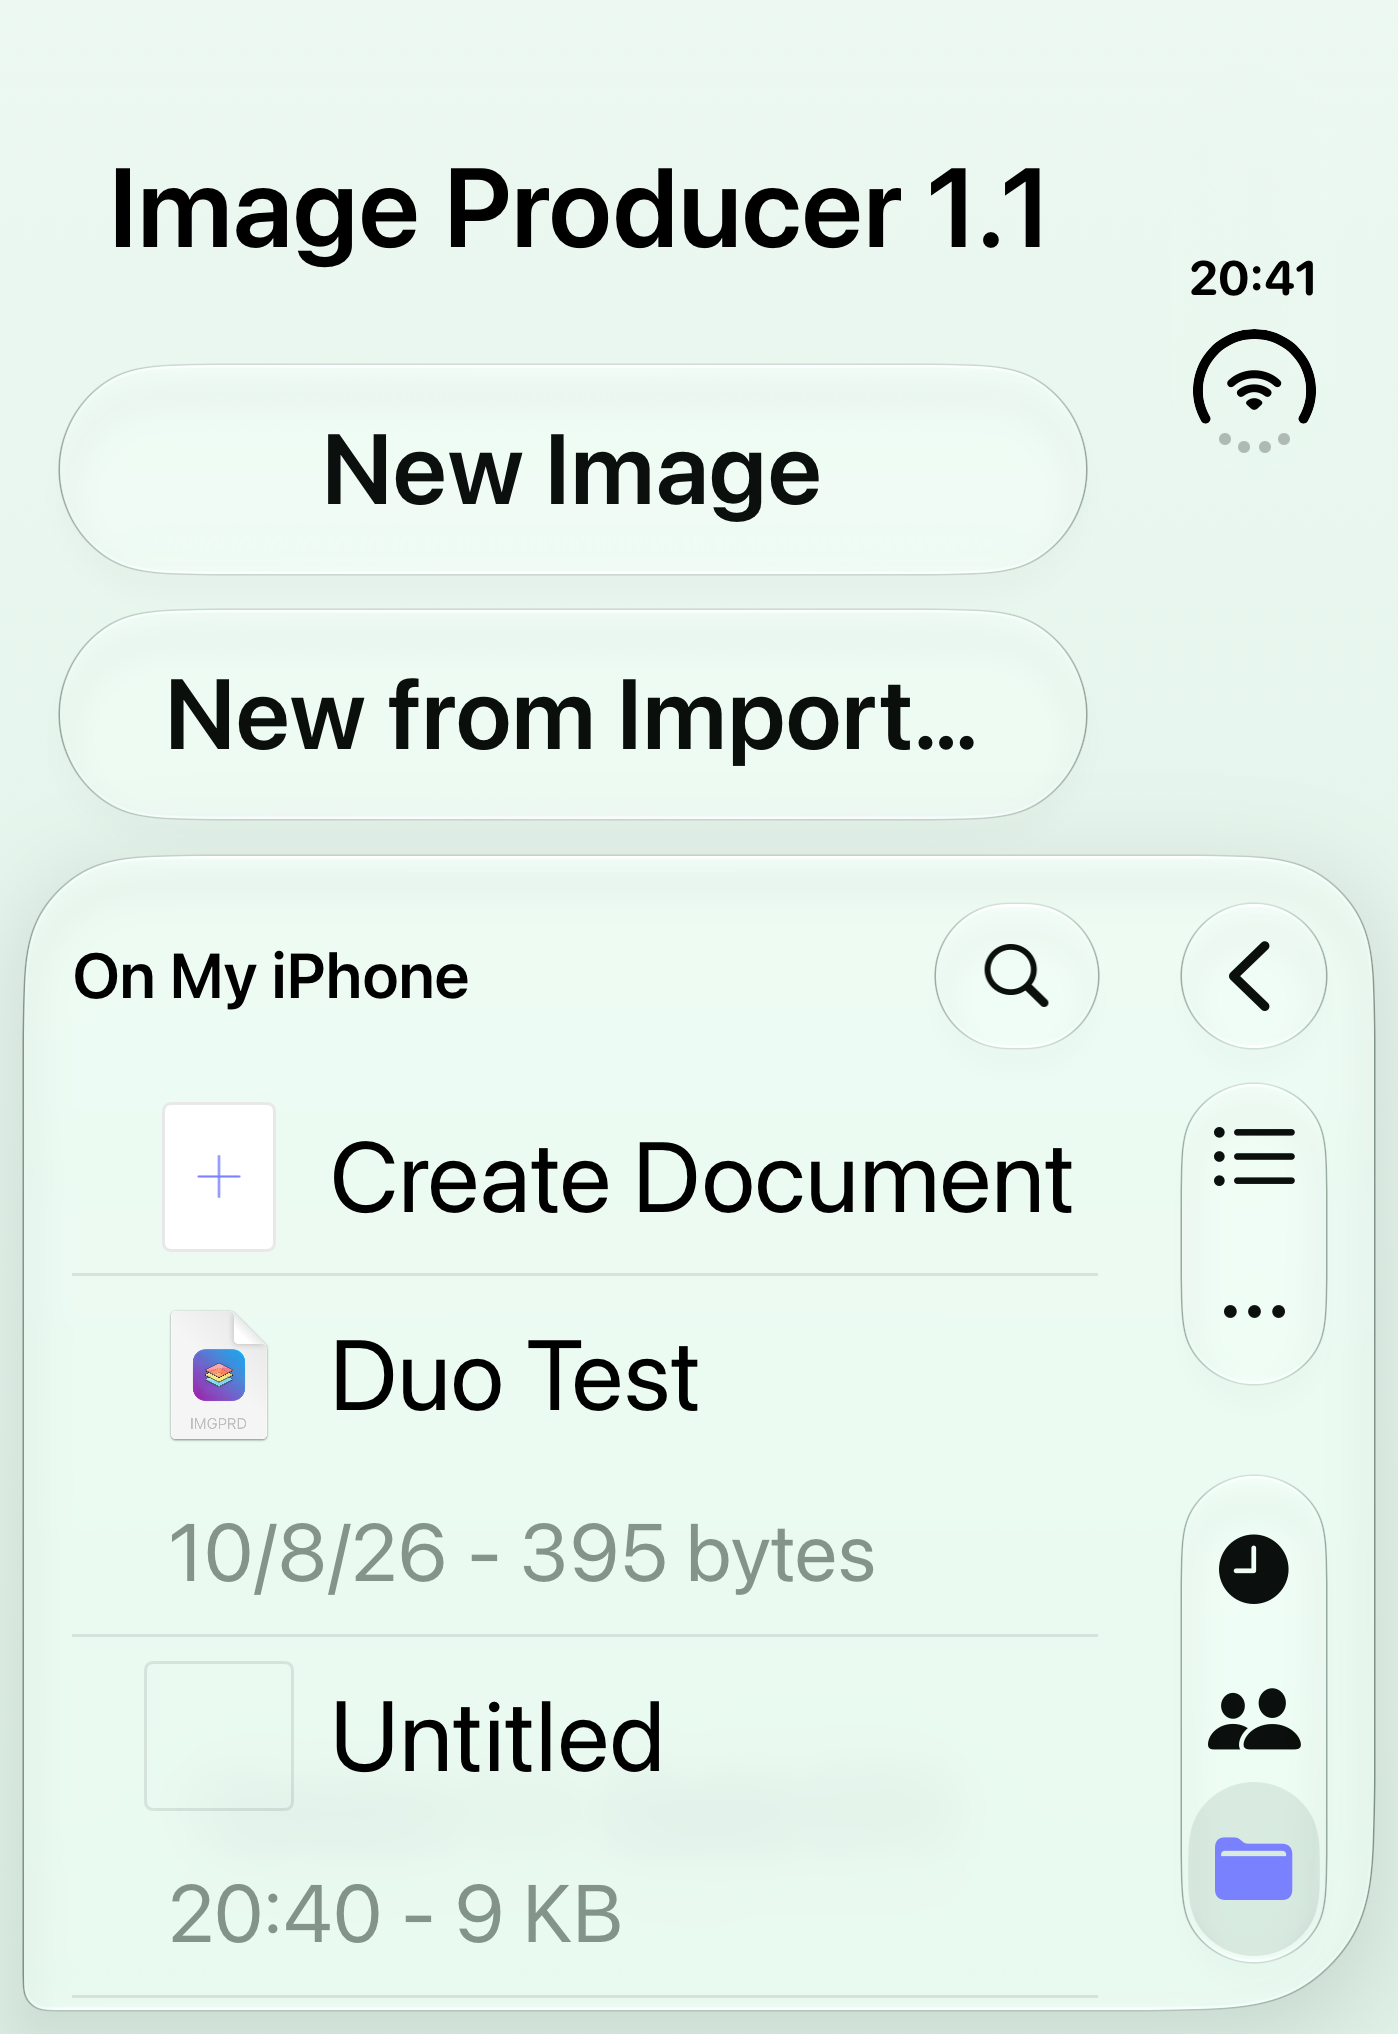 Image Producer 1.1
20:41
New Image
New from Import...
On My iPhone
Create Document
Duo Test
IMGPRD
10/8/26 - 395 bytes
Untitled
20:40 - 9 KB